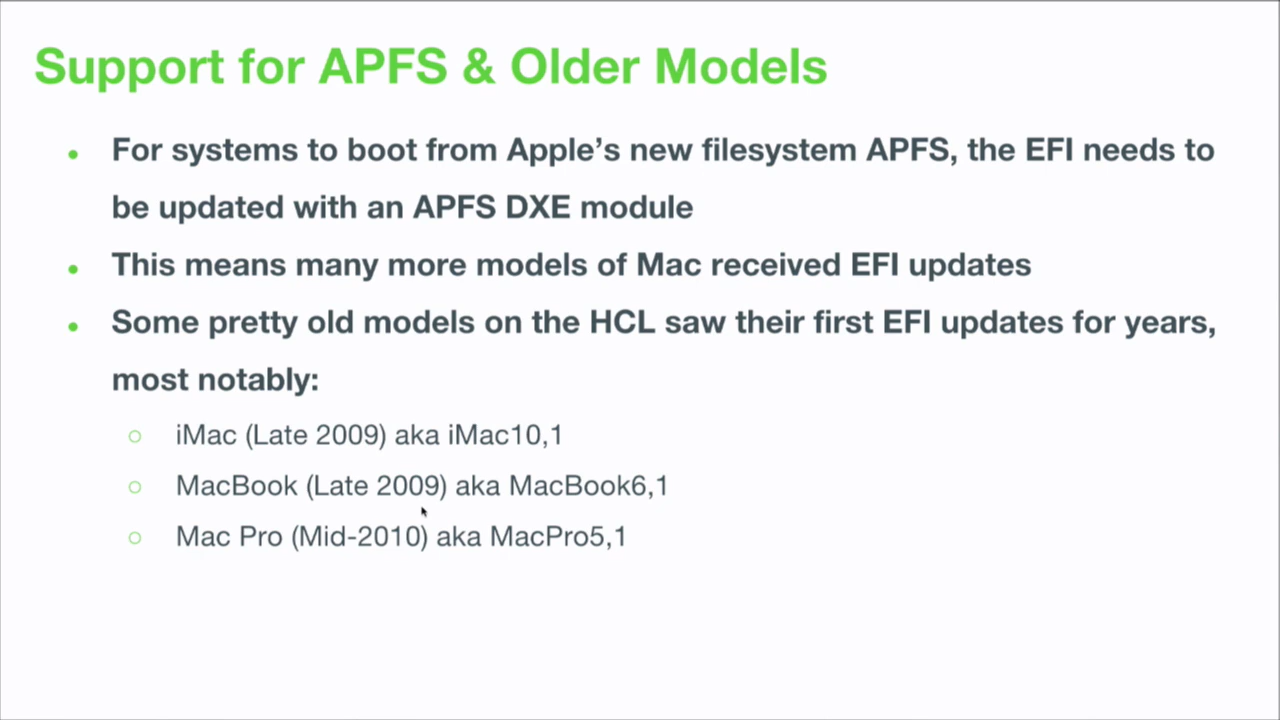 Support for APFS & Older Models
For systems to boot from Apple’s new filesystem APFS, the EFI needs to
be updated with an APFS DXE module
This means many more models of Mac received EFI updates
Some pretty old models on the HCL saw their first EFI updates for years,
most notably:
iMac (Late 2009) aka iMac10,1
MacBook (Late 2009) aka MacBook6,1
Mac Pro (Mid-2010) aka MacPro5,1